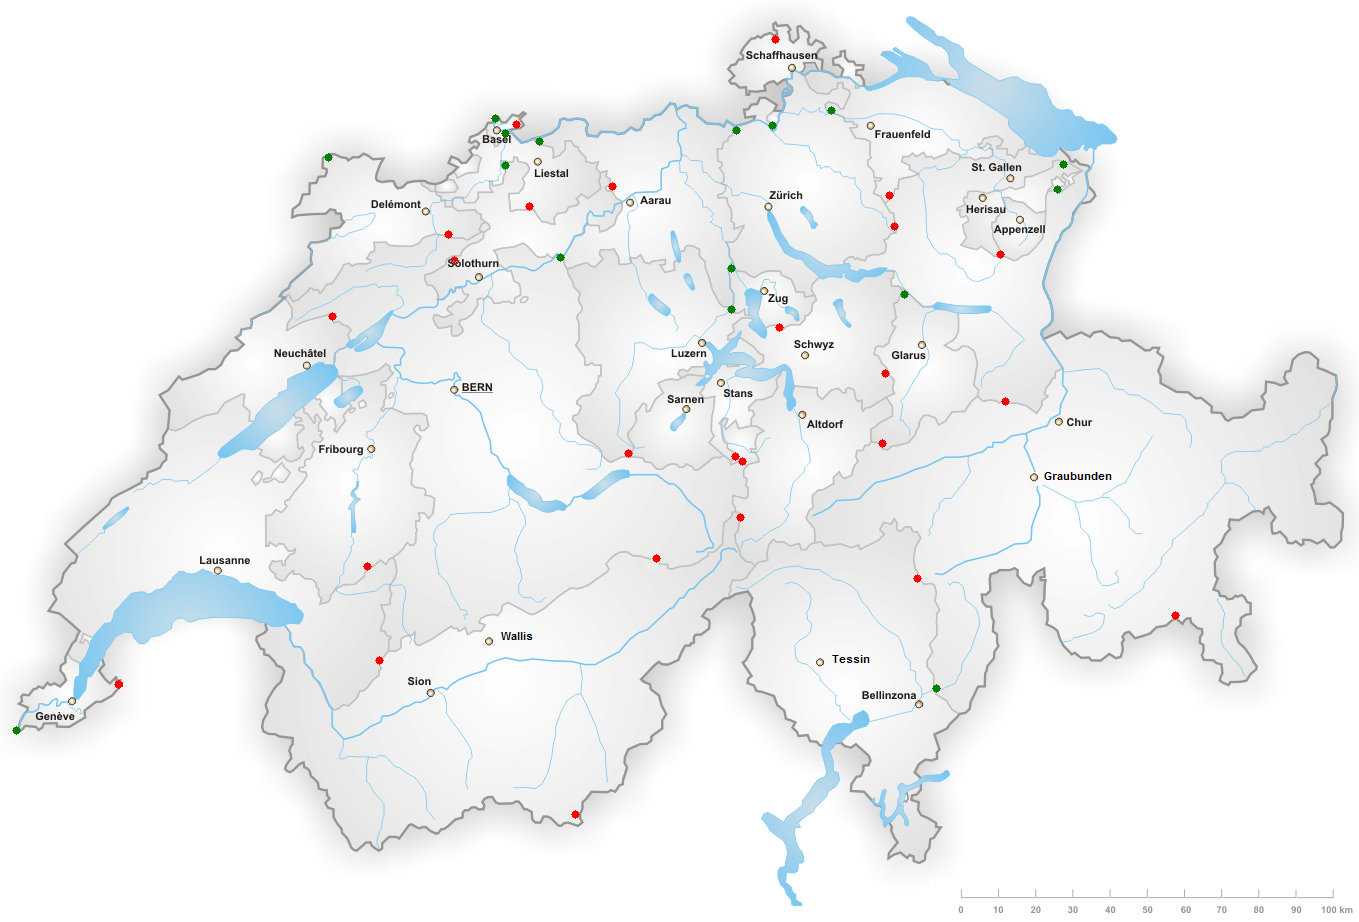 Schaffhausen
Basel
Frauenfeld
Liestal
St. Gallen
Delémont
Aarau
Zürich
Herisau
Appenzell
Solothurn
Zug
Neuchâtel
Luzern
Schwyz
Glarus
BERN
Stans
Sarnen
Altdorf
Chur
Fribourg
Graubunden
Lausanne
Wallis
Tessin
Sion
Bellinzona
Genève
0 10 20 30 40 50 60 70 80 90 100 km